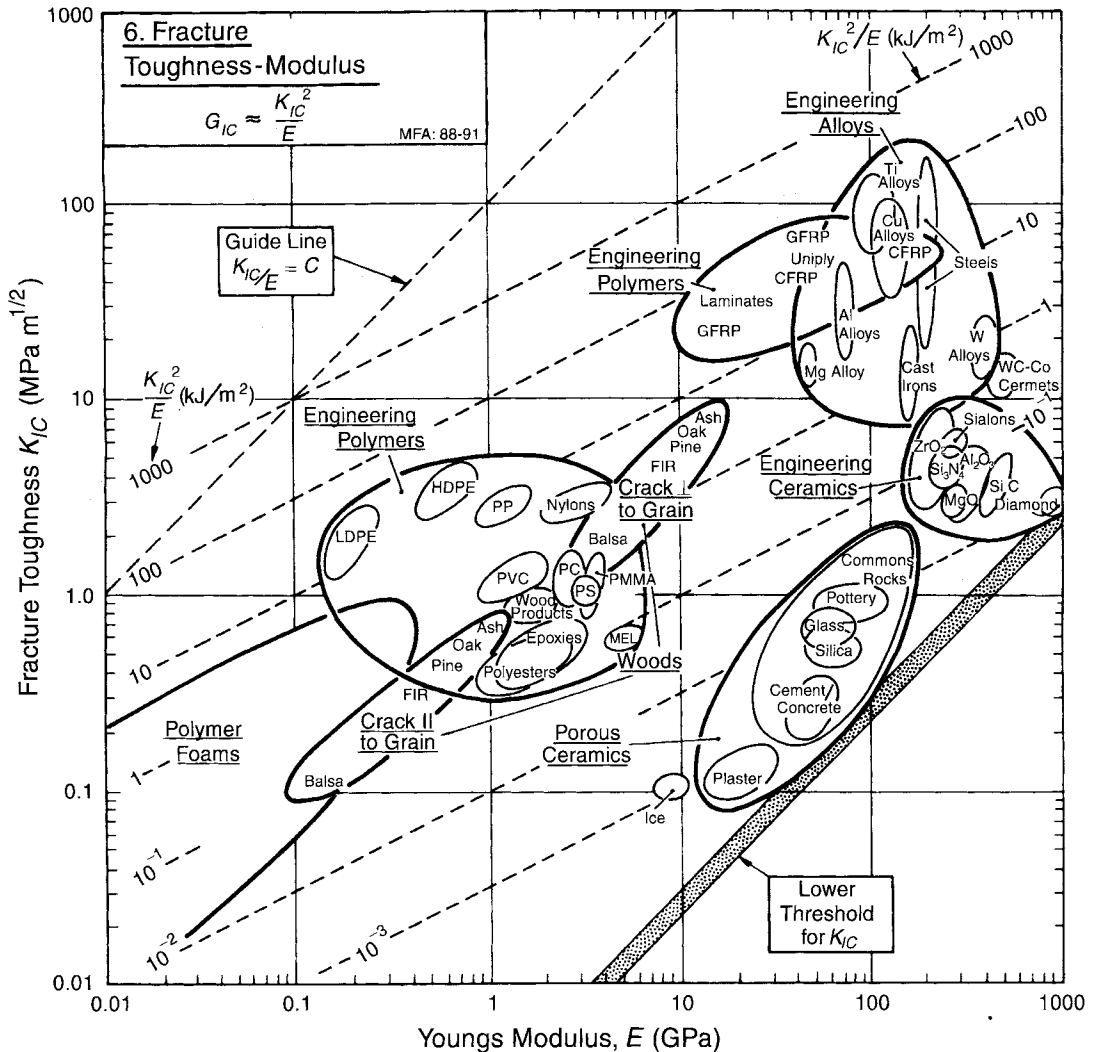 6. Fracture
Toughness-Modulus
G_IC ≈ K_IC²/E
MFA: 88-91
K_IC²/E (kJ/m²)
1000
100
10
1
10⁻¹
Engineering
Alloys
Ti
Alloys
Cu
Alloys
CFRP
Steels
GFRP
Uniply
CFRP
Laminates
GFRP
Engineering
Polymers
Al
Alloys
Mg Alloy
Cast
Irons
W
Alloys
WC-Co
Cermets
Guide Line
K_IC/E = C
K_IC²/E (kJ/m²)
1000
100
10
1
10⁻¹
10⁻²
10⁻³
Engineering
Polymers
HDPE
PP
Nylons
LDPE
PVC
PC
PS
PMMA
Wood
Products
Epoxies
Polyesters
MEL
Ash
Oak
Pine
FIR
Crack ⊥
to Grain
Balsa
Woods
Ash
Oak
Pine
FIR
Crack II
to Grain
Balsa
Polymer
Foams
Engineering
Ceramics
Sialons
ZrO₂
Si₃N₄
Al₂O₃
Si C
MgO
Diamond
Commons
Rocks
Pottery
Glass
Silica
Cement
Concrete
Porous
Ceramics
Plaster
Ice
Lower
Threshold
for K_IC
Fracture Toughness K_IC (MPa m^1/2)
1000
100
10
1.0
0.1
0.01
0.01
0.1
1
10
100
1000
Youngs Modulus, E (GPa)